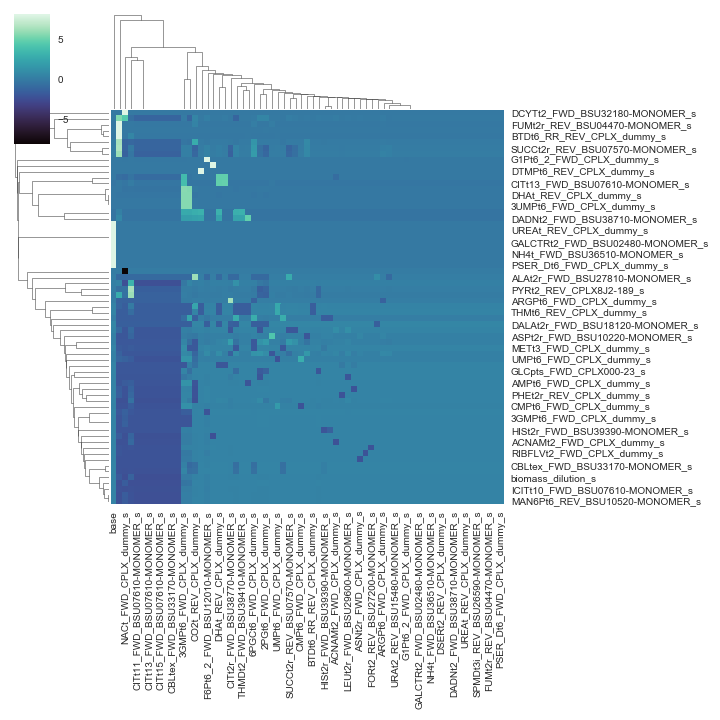 5
0
-5
DCYTt2_FWD_BSU32180-MONOMER_s
FUMt2r_REV_BSU04470-MONOMER_s
BTDt6_RR_REV_CPLX_dummy_s
SUCCt2r_REV_BSU07570-MONOMER_s
G1Pt6_2_FWD_CPLX_dummy_s
DTMPt6_REV_CPLX_dummy_s
CITt13_FWD_BSU07610-MONOMER_s
DHAt_REV_CPLX_dummy_s
3UMPt6_FWD_CPLX_dummy_s
DADNt2_FWD_BSU38710-MONOMER_s
UREAt_REV_CPLX_dummy_s
GALCTRt2_FWD_BSU02480-MONOMER_s
NH4t_FWD_BSU36510-MONOMER_s
PSER_Dt6_FWD_CPLX_dummy_s
ALAt2r_FWD_BSU27810-MONOMER_s
PYRt2_REV_CPLX8J2-189_s
ARGPt6_FWD_CPLX_dummy_s
THMt6_REV_CPLX_dummy_s
DALAt2r_FWD_BSU18120-MONOMER_s
ASPt2r_FWD_BSU10220-MONOMER_s
METt3_FWD_CPLX_dummy_s
UMPt6_FWD_CPLX_dummy_s
GLCpts_FWD_CPLX000-23_s
AMPt6_FWD_CPLX_dummy_s
PHEt2r_REV_CPLX_dummy_s
CMPt6_FWD_CPLX_dummy_s
3GMPt6_FWD_CPLX_dummy_s
HISt2r_FWD_BSU39390-MONOMER_s
ACNAMt2_FWD_CPLX_dummy_s
RIBFLVt2_FWD_CPLX_dummy_s
CBLtex_FWD_BSU33170-MONOMER_s
biomass_dilution_s
ICITt10_FWD_BSU07610-MONOMER_s
MAN6Pt6_REV_BSU10520-MONOMER_s
base
NACt_FWD_CPLX_dummy_s
CITt11_FWD_BSU07610-MONOMER_s
CITt13_FWD_BSU07610-MONOMER_s
CITt15_FWD_BSU07610-MONOMER_s
CBLtex_FWD_BSU33170-MONOMER_s
3GMPt6_FWD_CPLX_dummy_s
CO2t_REV_CPLX_dummy_s
F6Pt6_2_FWD_BSU12010-MONOMER_s
DHAt_REV_CPLX_dummy_s
CITt2r_FWD_BSU38770-MONOMER_s
THMDt2_FWD_BSU39410-MONOMER_s
6PGCt6_FWD_CPLX_dummy_s
2PGt6_FWD_CPLX_dummy_s
UMPt6_FWD_CPLX_dummy_s
SUCCt2r_REV_BSU07570-MONOMER_s
CMPt6_FWD_CPLX_dummy_s
BTDt6_RR_REV_CPLX_dummy_s
HISt2r_FWD_BSU39390-MONOMER_s
ACNAMt2_FWD_CPLX_dummy_s
LEUt2r_FWD_BSU29600-MONOMER_s
ASNt2r_FWD_CPLX_dummy_s
FORt2_REV_BSU27200-MONOMER_s
ARGPt6_FWD_CPLX_dummy_s
URAt2_REV_BSU15480-MONOMER_s
G1Pt6_2_FWD_CPLX_dummy_s
GALCTRt2_FWD_BSU02480-MONOMER_s
NH4t_FWD_BSU36510-MONOMER_s
DSERt2_REV_CPLX_dummy_s
DADNt2_FWD_BSU38710-MONOMER_s
UREAt_REV_CPLX_dummy_s
SPMDt3i_REV_BSU26590-MONOMER_s
FUMt2r_REV_BSU04470-MONOMER_s
PSER_Dt6_FWD_CPLX_dummy_s